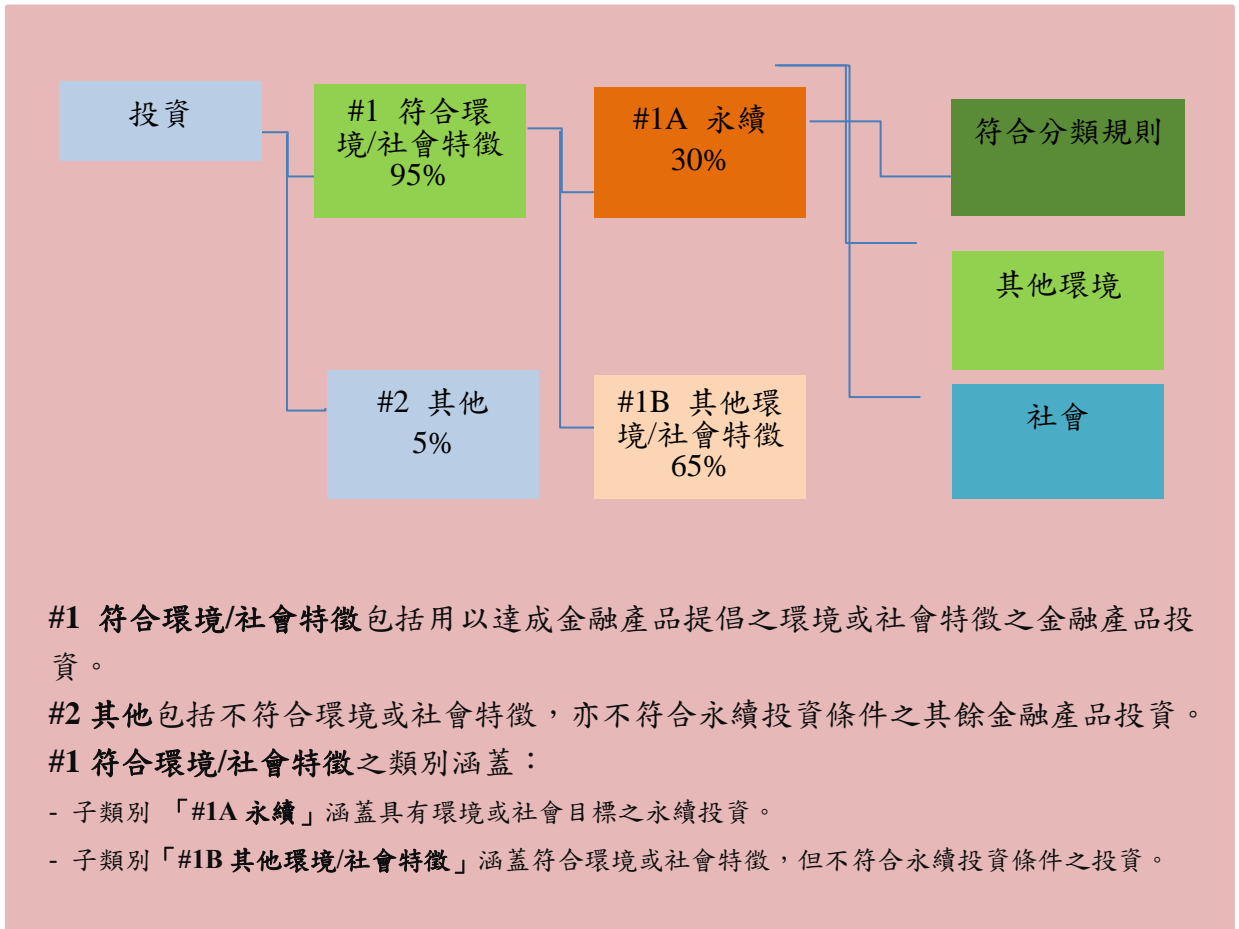 投資
#1 符合環
境/社會特徵
95%
#1A 永續
30%
符合分類規則
其他環境
#2 其他
5%
#1B 其他環
境/社會特徵
65%
社會
#1 符合環境/社會特徵包括用以達成金融產品提倡之環境或社會特徵之金融產品投
資。
#2 其他包括不符合環境或社會特徵，亦不符合永續投資條件之其餘金融產品投資。
#1 符合環境/社會特徵之類別涵蓋：
- 子類別 「#1A 永續」涵蓋具有環境或社會目標之永續投資。
- 子類別「#1B 其他環境/社會特徵」涵蓋符合環境或社會特徵，但不符合永續投資條件之投資。